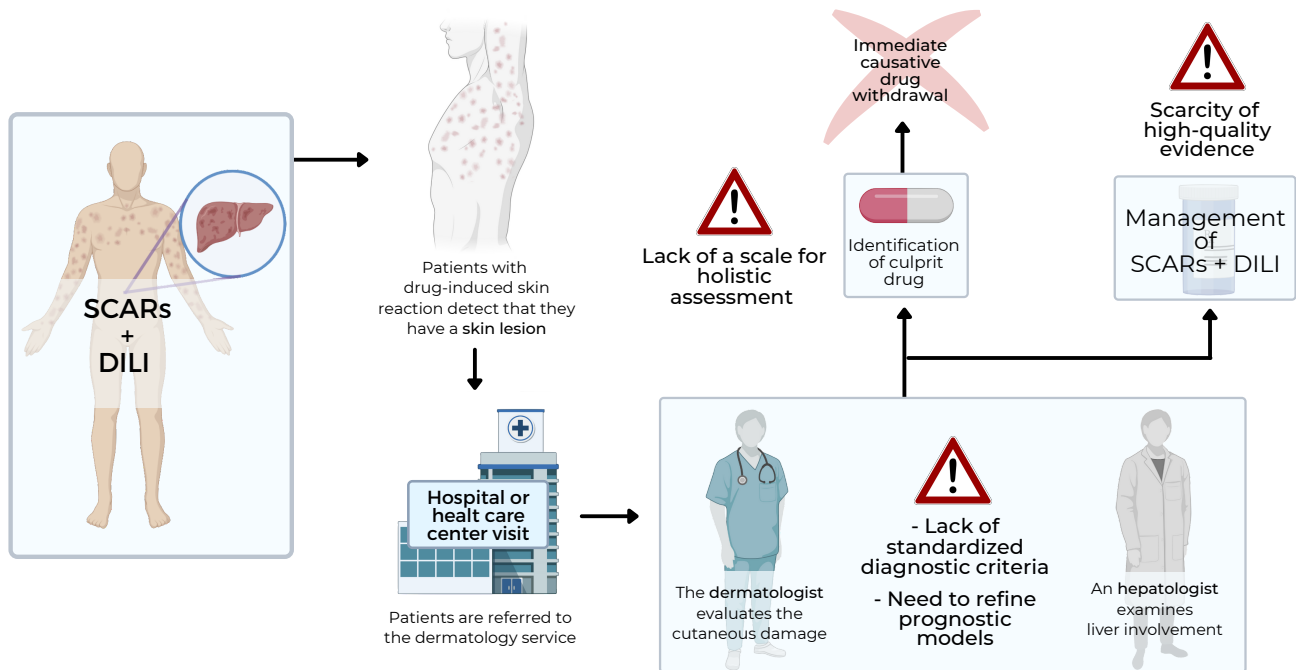 SCARs
+
DILI
Patients with
drug-induced skin
reaction detect that they
have a skin lesion
Hospital or
healt care
center visit
Patients are referred to
the dermatology service
The dermatologist
evaluates the
cutaneous damage
- Lack of
standardized
diagnostic criteria
- Need to refine
prognostic
models
An hepatologist
examines
liver involvement
Lack of a scale for
holistic
assessment
Identification
of culprit
drug
Immediate
causative
drug
withdrawal
Scarcity of
high-quality
evidence
Management
of
SCARs + DILI